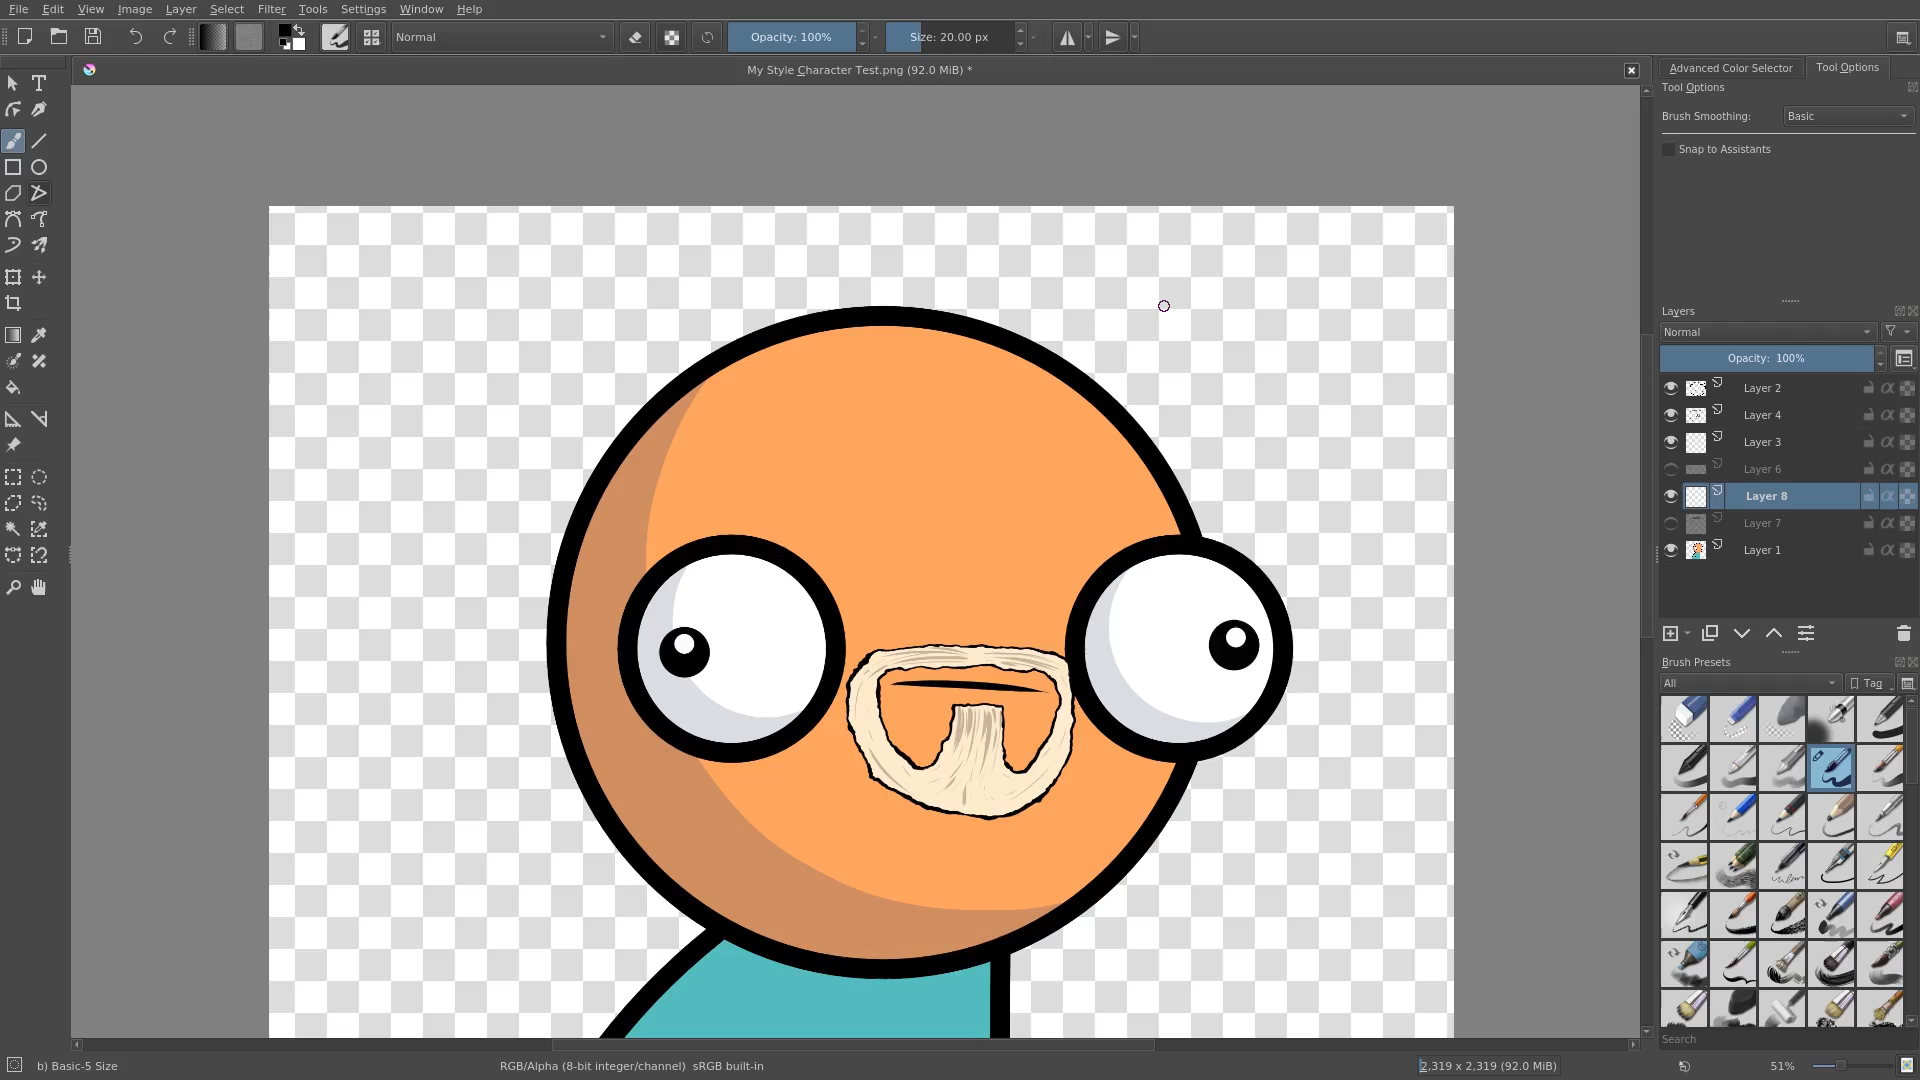 File Edit View Image Layer Select Filter Tools Settings Window Help
Normal Opacity: 100% Size: 20.00 px
My Style Character Test.png (92.0 MiB) *
Advanced Color Selector Tool Options
Tool Options
Brush Smoothing: Basic
Snap to Assistants
Layers
Normal
Opacity: 100%
Layer 2
Layer 4
Layer 3
Layer 6
Layer 8
Layer 7
Layer 1
Brush Presets
All Tag
Search
b) Basic-5 Size RGB/Alpha (8-bit integer/channel) sRGB built-in 2,319 x 2,319 (92.0 MiB) 51%